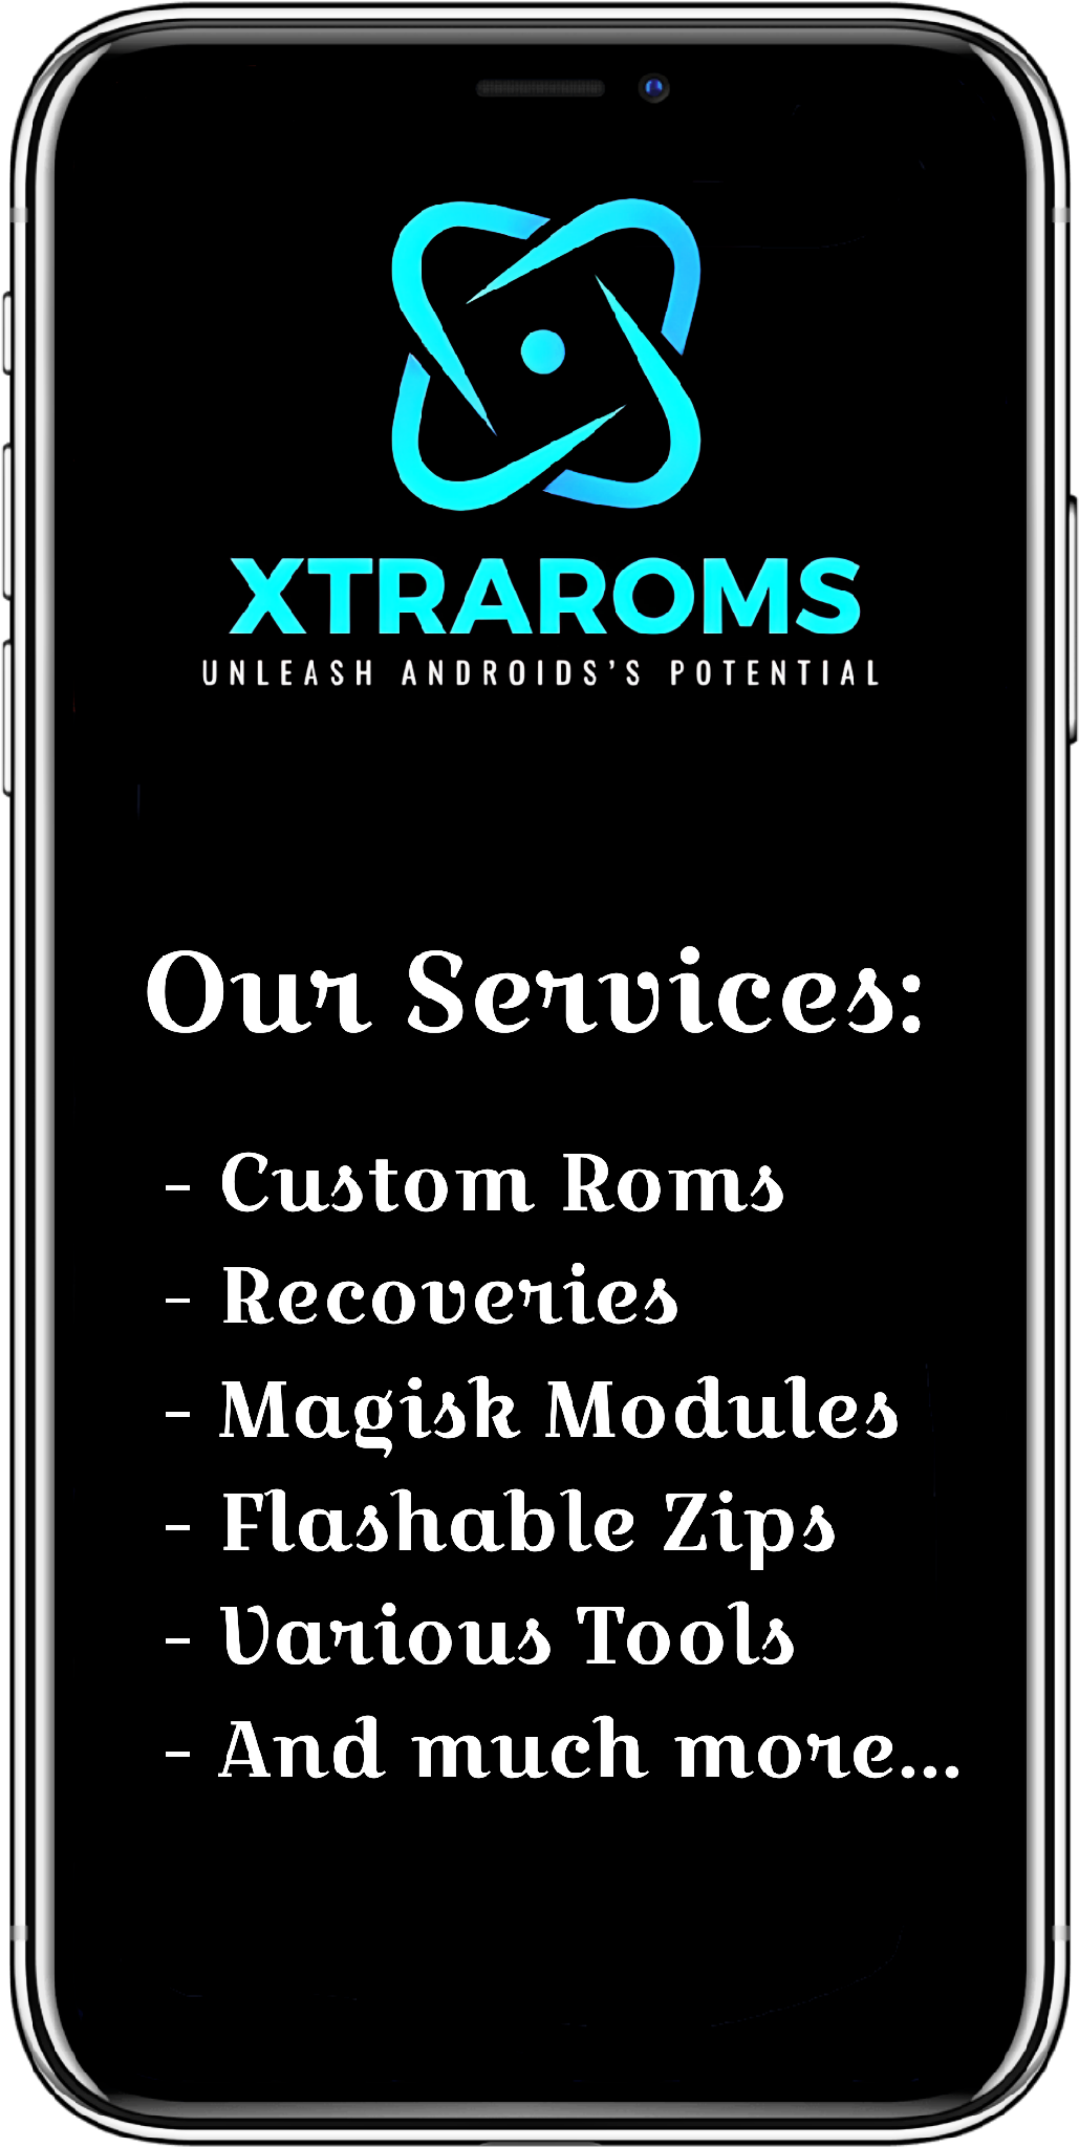 XTRAROMS
UNLEASH ANDROIDS'S POTENTIAL
Our Services:
- Custom Roms
- Recoveries
- Magisk Modules
- Flashable Zips
- Various Tools
- And much more...